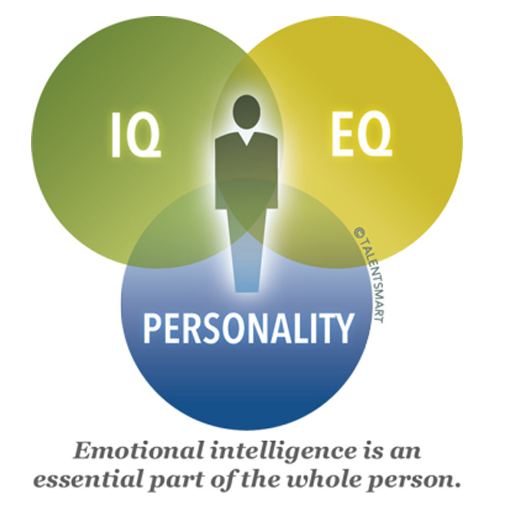 IQ
EQ
©TALENTSMART
PERSONALITY
Emotional intelligence is an
essential part of the whole person.